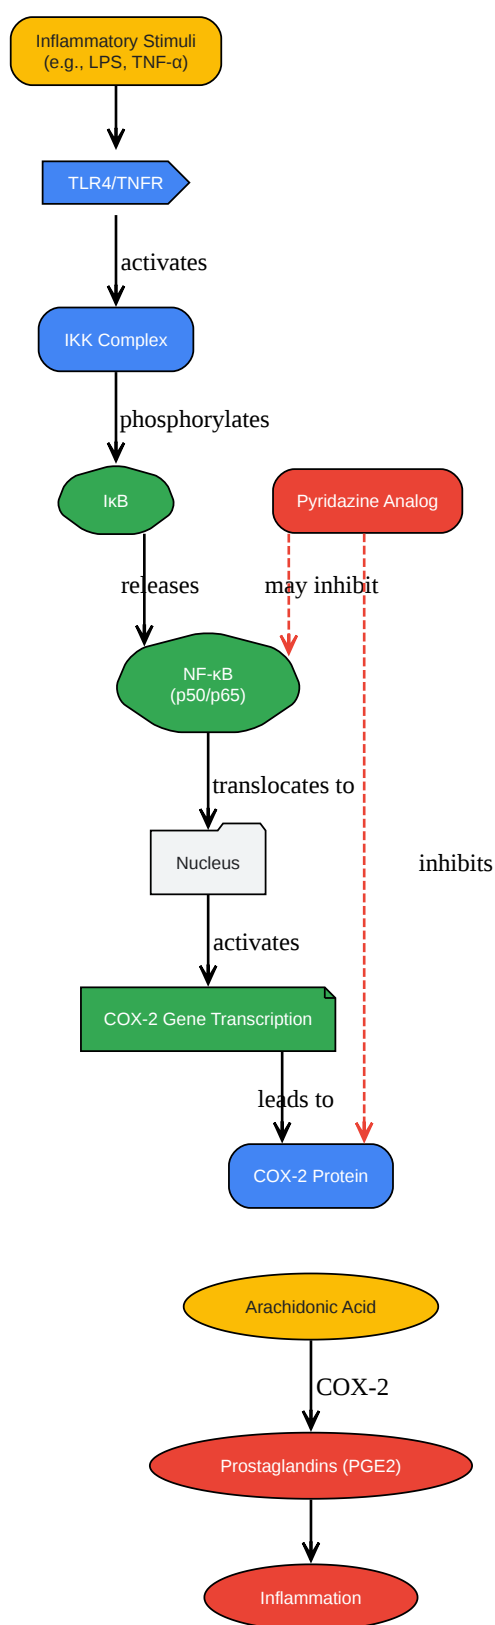 Inflammatory Stimuli
(e.g., LPS, TNF-α)
TLR4/TNFR
activates
IKK Complex
phosphorylates
IκB
Pyridazine Analog
releases
may inhibit
NF-κB
(p50/p65)
translocates to
Nucleus
inhibits
activates
COX-2 Gene Transcription
leads to
COX-2 Protein
Arachidonic Acid
COX-2
Prostaglandins (PGE2)
Inflammation